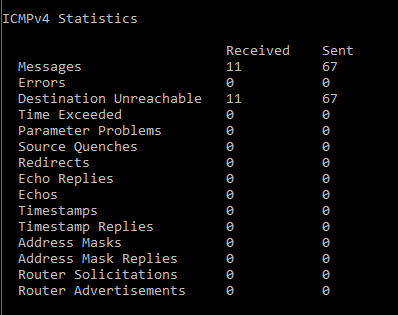 ICMPv4 Statistics
Received Sent
Messages 11 67
Errors 0 0
Destination Unreachable 11 67
Time Exceeded 0 0
Parameter Problems 0 0
Source Quenches 0 0
Redirects 0 0
Echo Replies 0 0
Echos 0 0
Timestamps 0 0
Timestamp Replies 0 0
Address Masks 0 0
Address Mask Replies 0 0
Router Solicitations 0 0
Router Advertisements 0 0